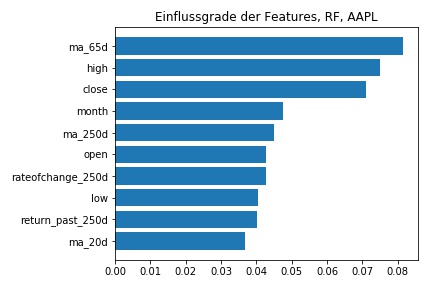 Einflussgrade der Features, RF, AAPL
ma_65d
high
close
month
ma_250d
open
rateofchange_250d
low
return_past_250d
ma_20d
0.00 0.01 0.02 0.03 0.04 0.05 0.06 0.07 0.08